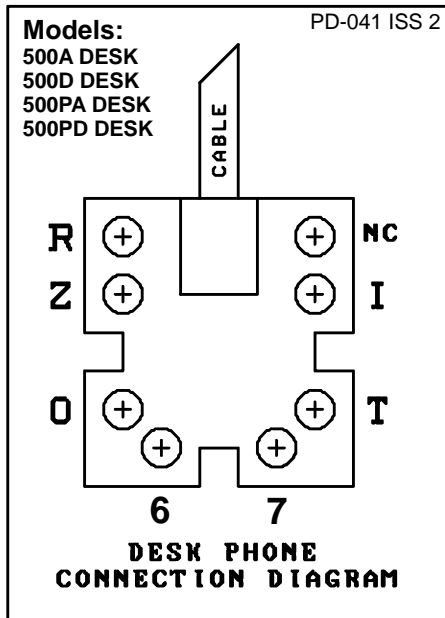 Models:
PD-041 ISS 2
500A DESK
500D DESK
500PA DESK
500PD DESK
CABLE
R
NC
Z
I
O
T
6
7
DESK PHONE
CONNECTION DIAGRAM